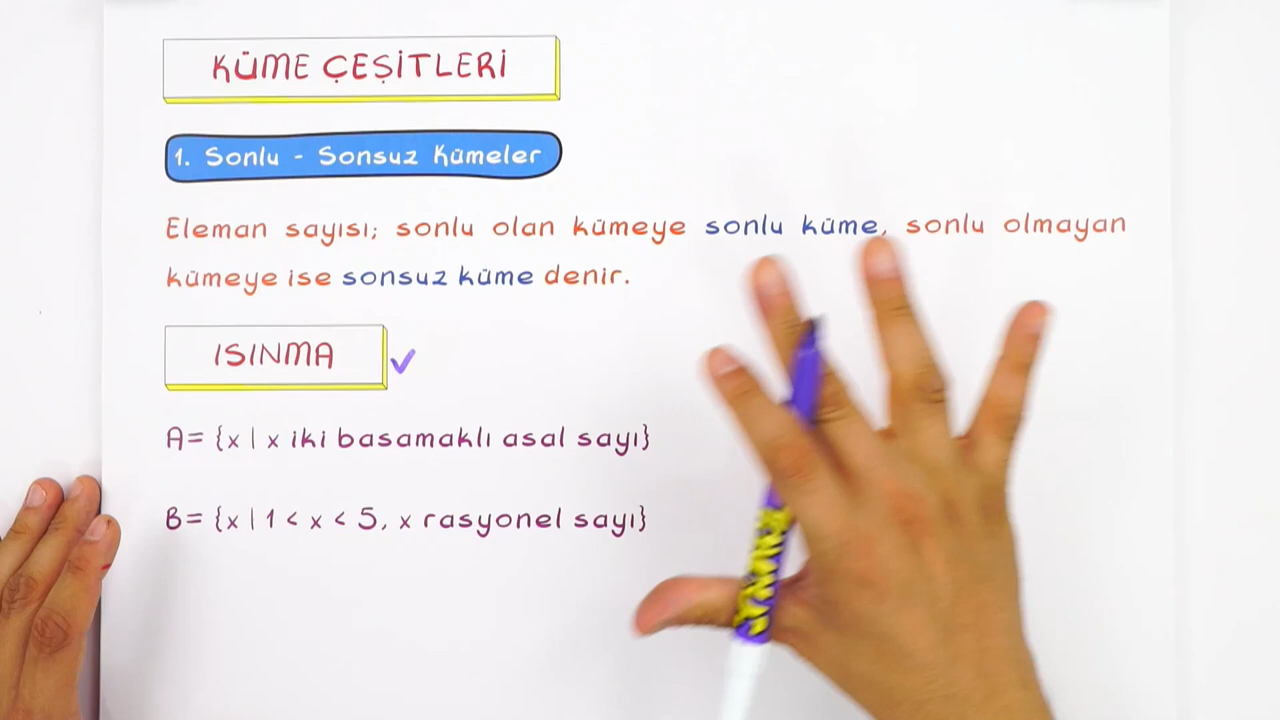 KÜME ÇEŞİTLERİ
1. Sonlu - Sonsuz Kümeler
Eleman sayısı; sonlu olan kümeye sonlu küme, sonlu olmayan
kümeye ise sonsuz küme denir.
ISINMA
A= {x | x iki basamaklı asal sayı}
B= {x | 1 < x < 5, x rasyonel sayı}